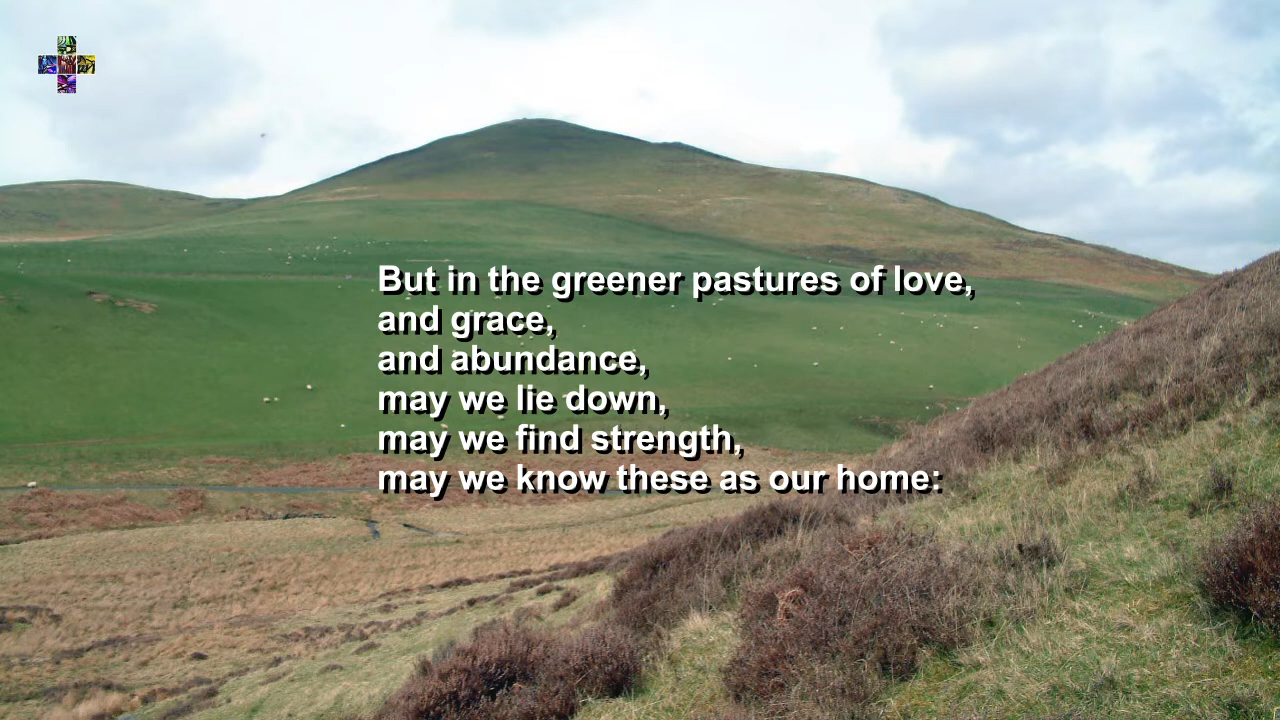 But in the greener pastures of love,
and grace,
and abundance,
may we lie down,
may we find strength,
may we know these as our home: